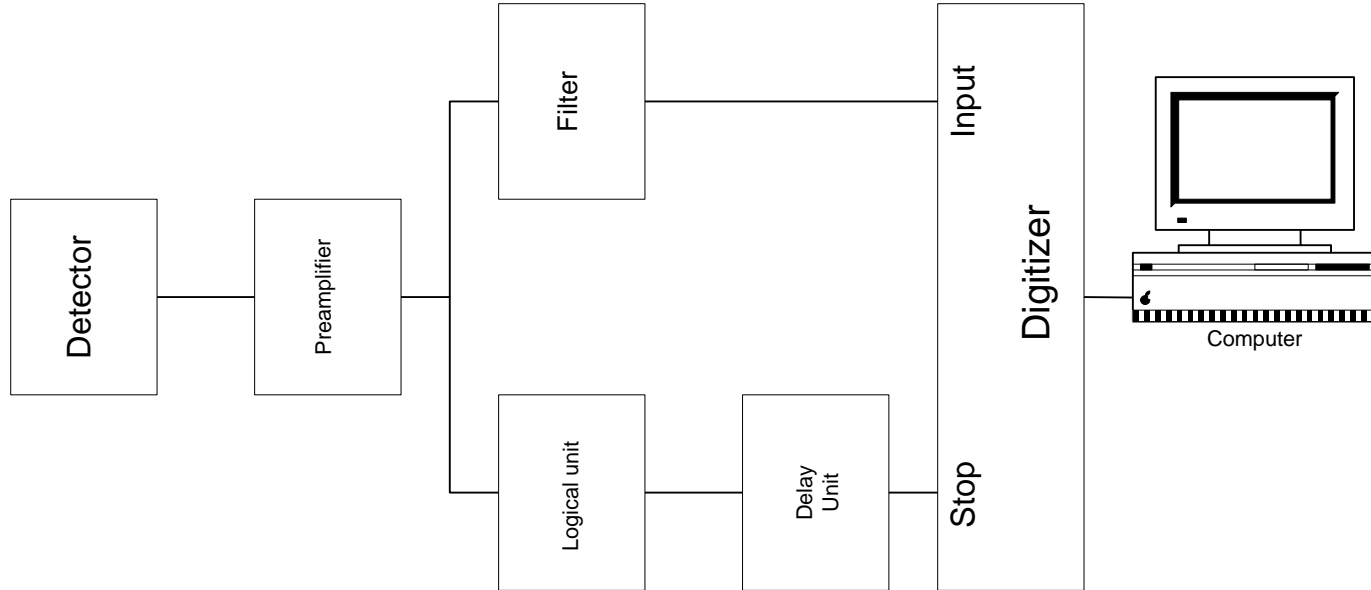 Detector
Preamplifier
Filter
Logical unit
Delay
Unit
Input
Stop
Digitizer
Computer